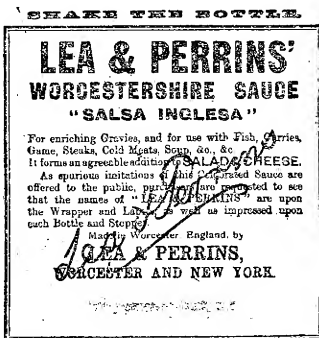 SHAKE THE BOTTLE.
LEA & PERRINS'
WORCESTERSHIRE SAUCE
"SALSA INGLESA"
For enriching Gravies, and for use with Fish, Curries,
Game, Steaks, Cold Meats, Soup, &c., &c
It forms an agreeable addition to SALAD & CHEESE.
As spurious imitations of this Celebrated Sauce are
offered to the public, purchasers are requested to see
that the names of "LEA & PERRINS" are upon
the Wrapper and Label, as well as impressed upon
each Bottle and Stopper.
Made in Worcester England. by
LEA & PERRINS,
WORCESTER AND NEW YORK.
Lea & Perrins